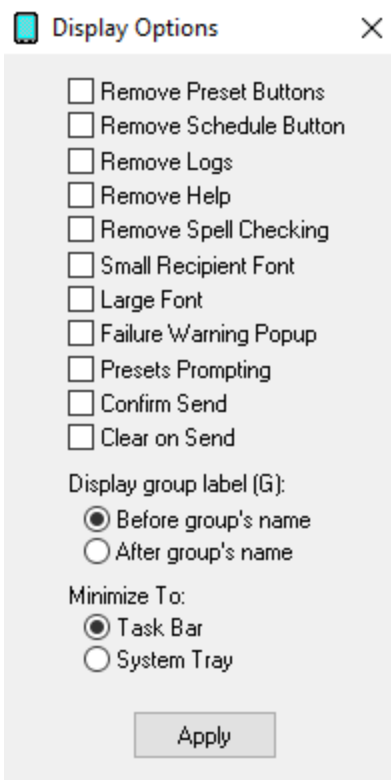 Display Options
Remove Preset Buttons
Remove Schedule Button
Remove Logs
Remove Help
Remove Spell Checking
Small Recipient Font
Large Font
Failure Warning Popup
Presets Prompting
Confirm Send
Clear on Send
Display group label (G):
Before group's name
After group's name
Minimize To:
Task Bar
System Tray
Apply